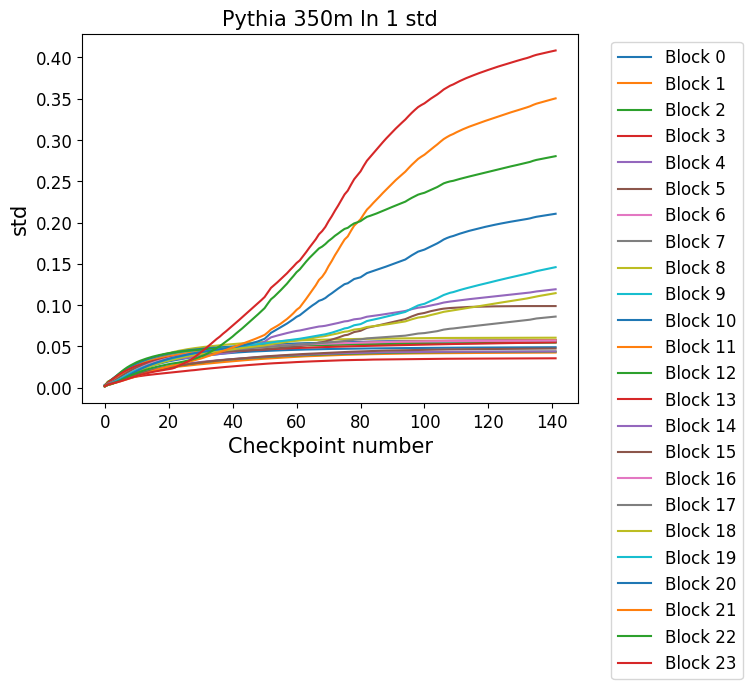 Pythia 350m ln 1 std
0.40
0.35
0.30
0.25
0.20
0.15
0.10
0.05
0.00
std
0 20 40 60 80 100 120 140
Checkpoint number
Block 0
Block 1
Block 2
Block 3
Block 4
Block 5
Block 6
Block 7
Block 8
Block 9
Block 10
Block 11
Block 12
Block 13
Block 14
Block 15
Block 16
Block 17
Block 18
Block 19
Block 20
Block 21
Block 22
Block 23